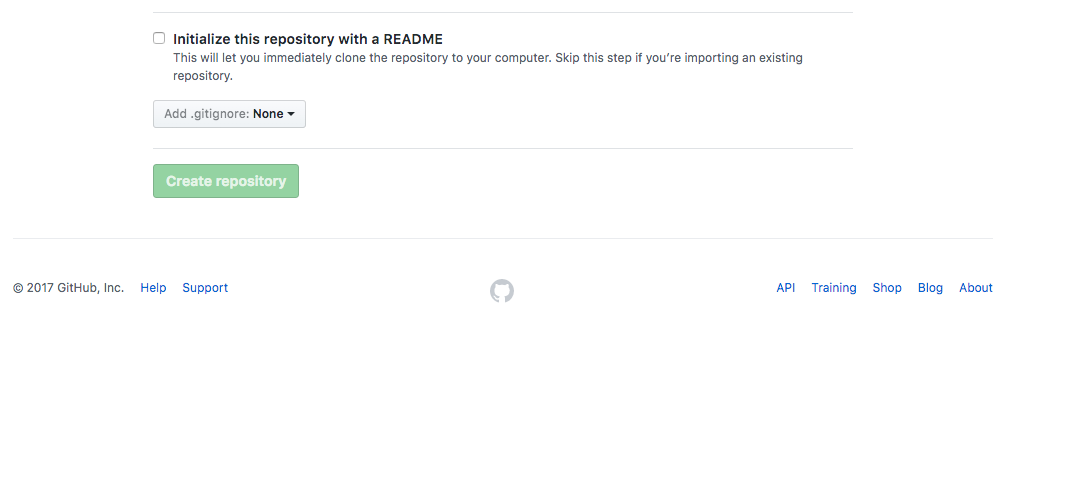 Initialize this repository with a README
This will let you immediately clone the repository to your computer. Skip this step if you’re importing an existing
repository.
Add .gitignore: None
Create repository
© 2017 GitHub, Inc. Help Support API Training Shop Blog About